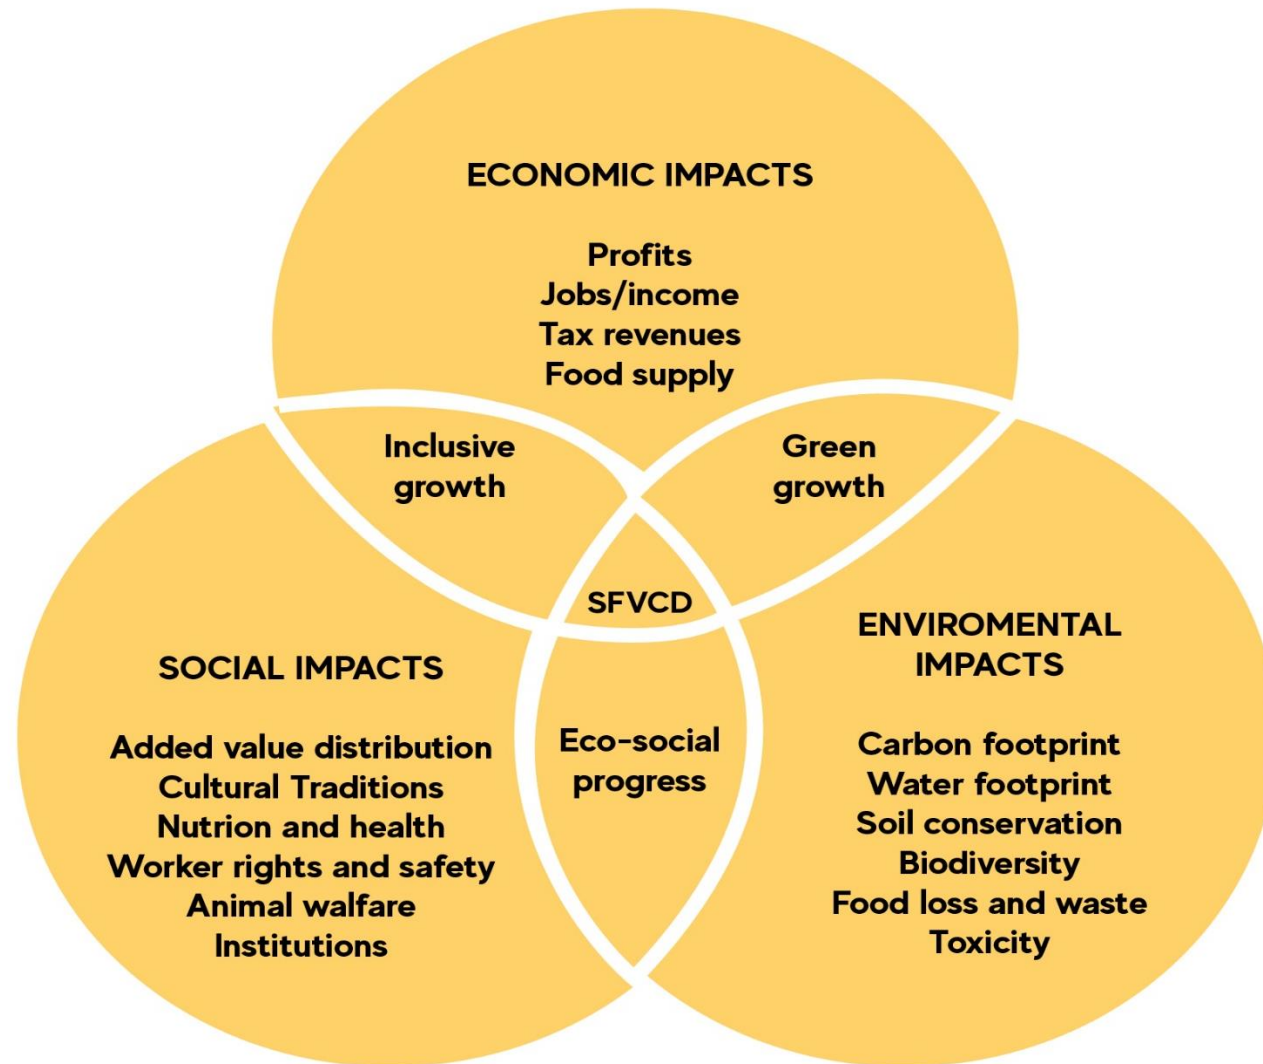 ECONOMIC IMPACTS
Profits
Jobs/income
Tax revenues
Food supply
Inclusive
growth
Green
growth
SFVCD
SOCIAL IMPACTS
Added value distribution
Cultural Traditions
Nutrion and health
Worker rights and safety
Animal walfare
Institutions
Eco-social
progress
ENVIROMENTAL
IMPACTS
Carbon footprint
Water footprint
Soil conservation
Biodiversity
Food loss and waste
Toxicity